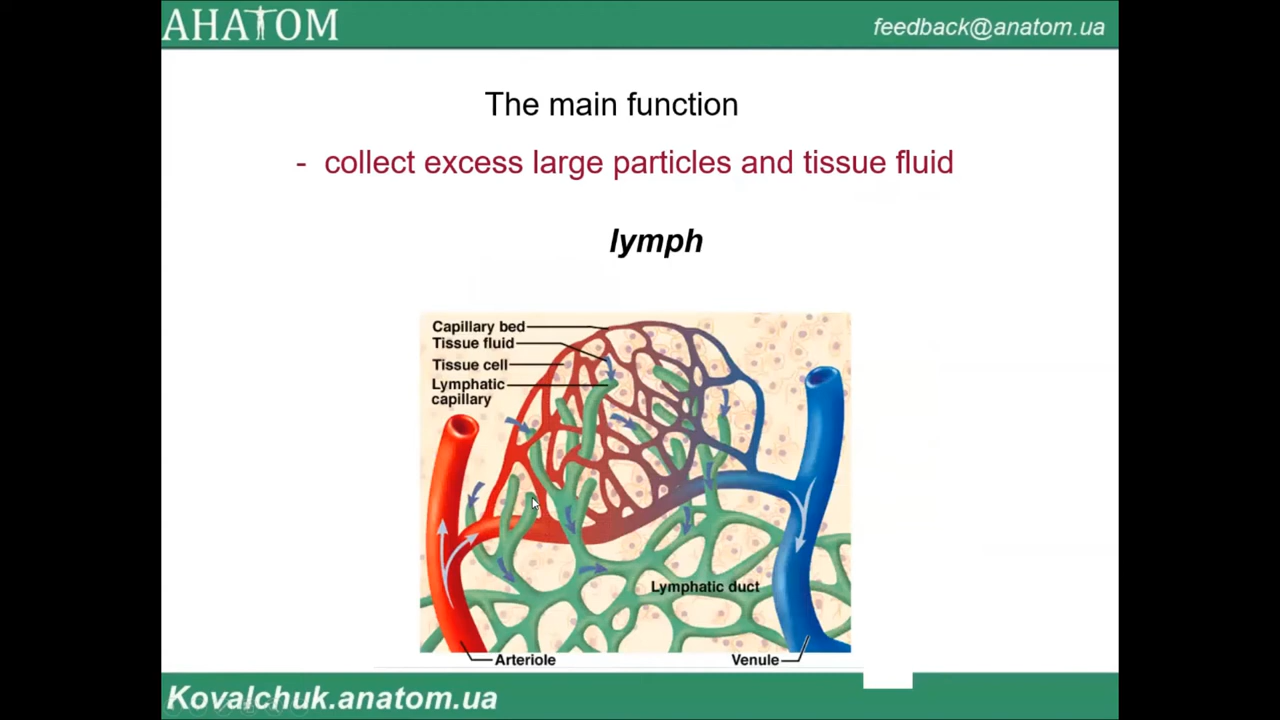 АНАТОМ
feedback@anatom.ua
The main function
- collect excess large particles and tissue fluid
lymph
Capillary bed
Tissue fluid
Tissue cell
Lymphatic
capillary
Lymphatic duct
Arteriole
Venule
Kovalchuk.anatom.ua